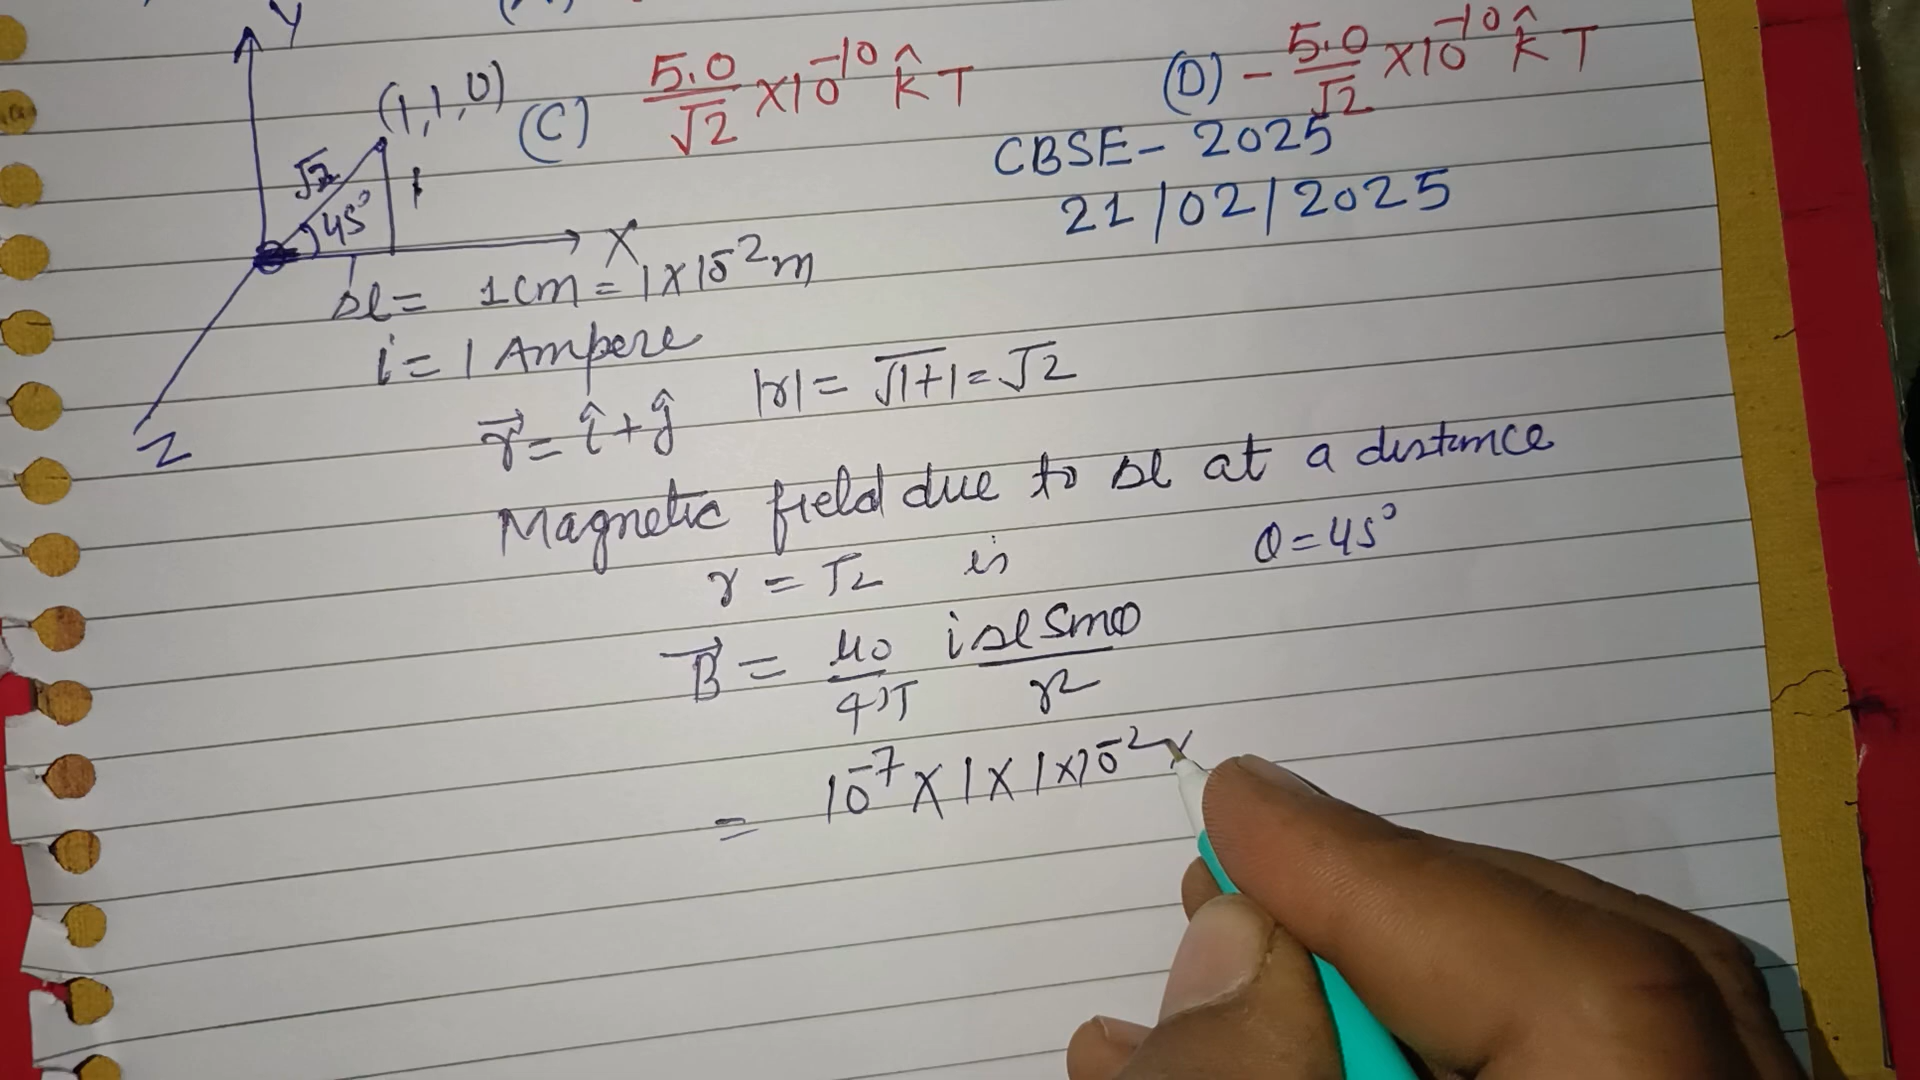 Y
(1,1,0)
(C) 5.0/√2 ×10⁻¹⁰ k̂ T
(D) - 5.0/√2 ×10⁻¹⁰ k̂ T
CBSE- 2025
21/02/2025
√2
45°
1
X
Z
Δl = 1cm = 1×10⁻²m
i = 1 Ampere
r⃗ = î+ĵ |r| = √1+1 = √2
Magnetic field due to Δl at a distance
r = √2 is θ=45°
B⃗ = μ₀/4π iΔl Sinθ/r²
= 10⁻⁷ × 1 × 1×10⁻² ×